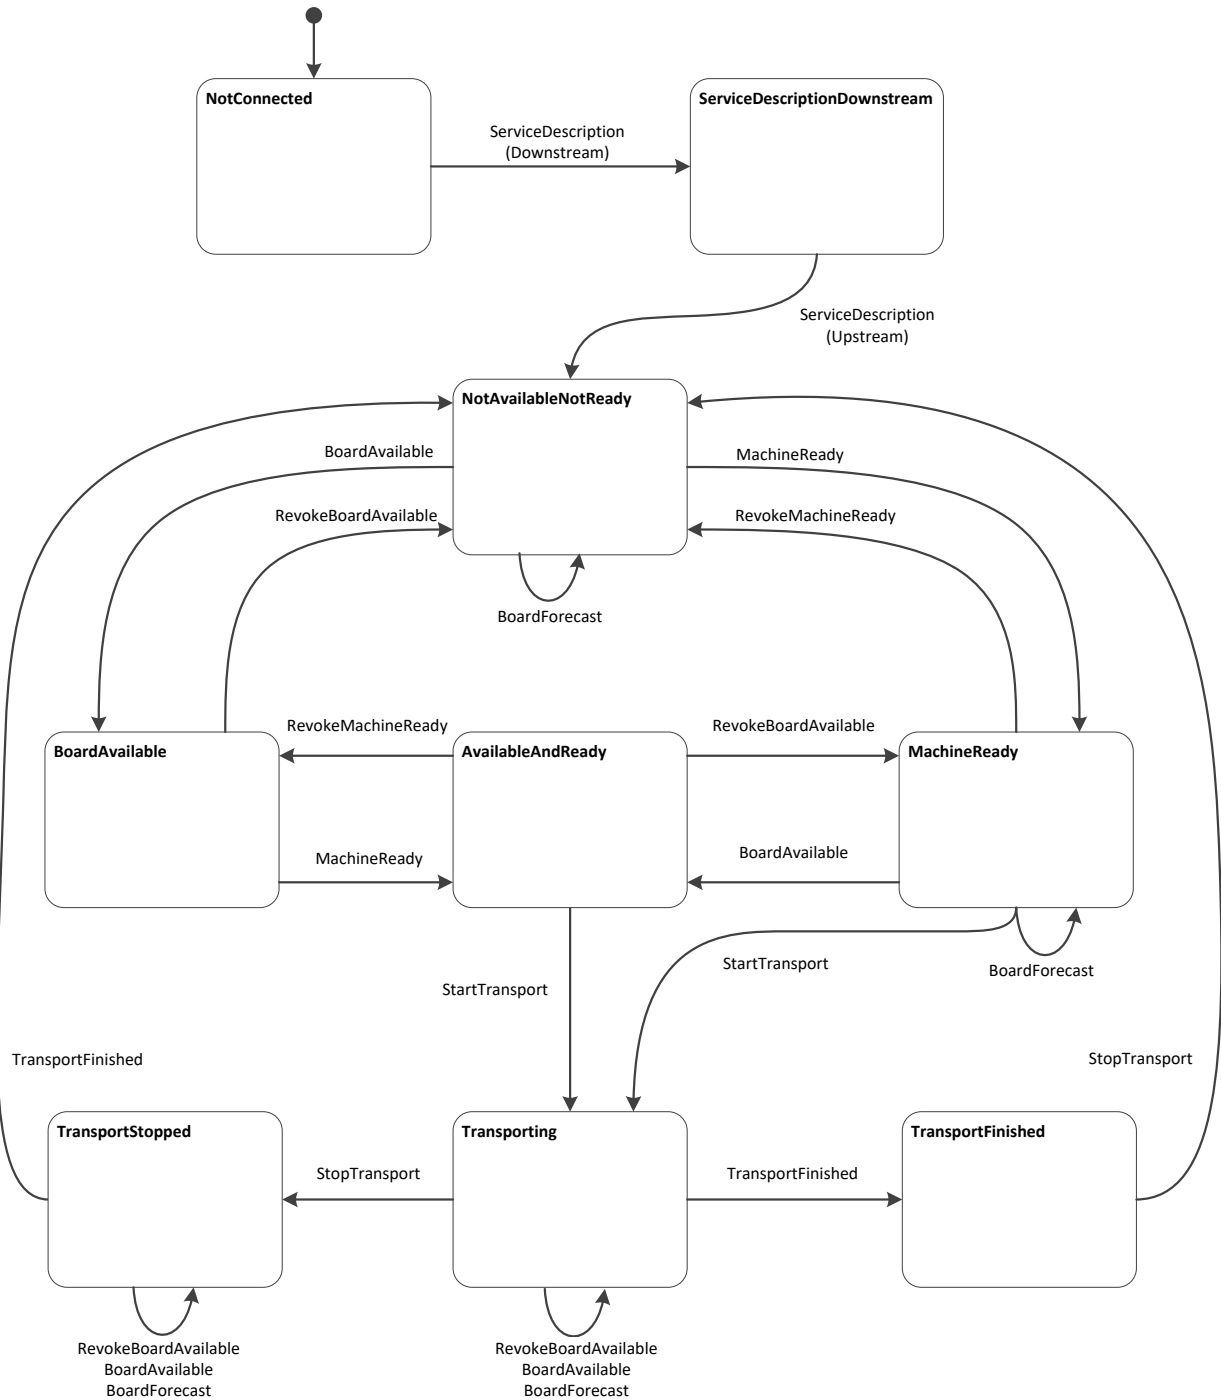 NotConnected
ServiceDescriptionDownstream
ServiceDescription
(Downstream)
ServiceDescription
(Upstream)
NotAvailableNotReady
BoardAvailable
MachineReady
RevokeBoardAvailable
RevokeMachineReady
BoardForecast
RevokeMachineReady
RevokeBoardAvailable
BoardAvailable
AvailableAndReady
MachineReady
MachineReady
BoardAvailable
StartTransport
StartTransport
BoardForecast
TransportFinished
StopTransport
TransportStopped
Transporting
TransportFinished
StopTransport
TransportFinished
RevokeBoardAvailable
BoardAvailable
BoardForecast
RevokeBoardAvailable
BoardAvailable
BoardForecast